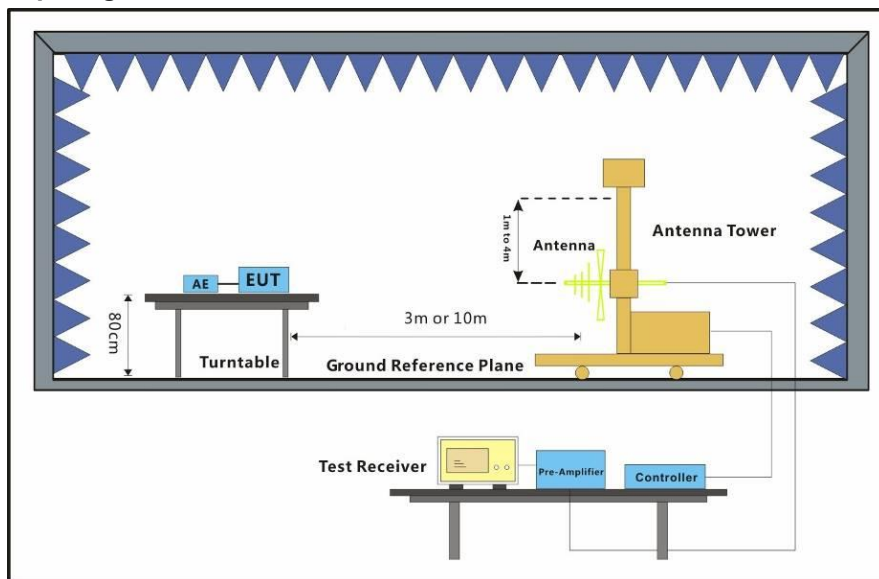 1m to 4m
Antenna
Antenna Tower
AE
EUT
80cm
3m or 10m
Turntable
Ground Reference Plane
Test Receiver
Pre-Amplifier
Controller